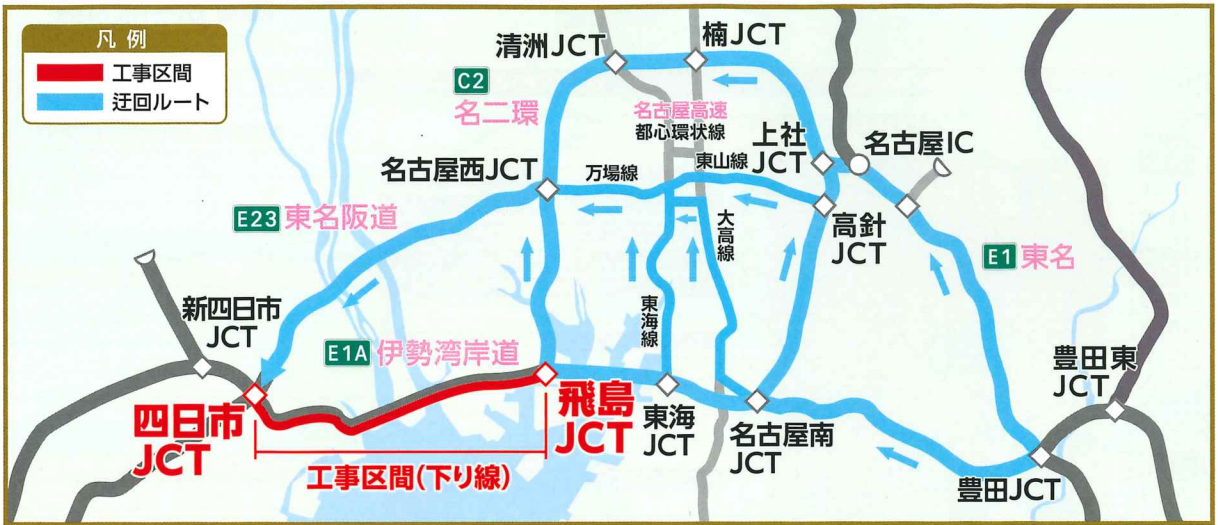 凡例
工事区間
迂回ルート
清洲JCT
楠JCT
C2
名二環
名古屋高速
都心環状線
上社
JCT
名古屋IC
名古屋西JCT
万場線
東山線
E23 東名阪道
大高線
高針
JCT
E1 東名
新四日市
JCT
東海線
E1A 伊勢湾岸道
豊田東
JCT
四日市
JCT
飛島
JCT
東海
JCT
名古屋南
JCT
工事区間(下り線)
豊田JCT